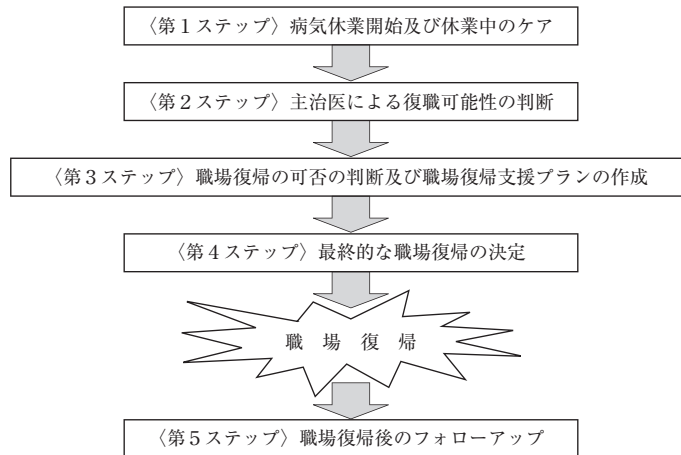 〈第１ステップ〉病気休業開始及び休業中のケア
〈第２ステップ〉主治医による復職可能性の判断
〈第３ステップ〉職場復帰の可否の判断及び職場復帰支援プランの作成
〈第４ステップ〉最終的な職場復帰の決定
職　場　復　帰
〈第５ステップ〉職場復帰後のフォローアップ